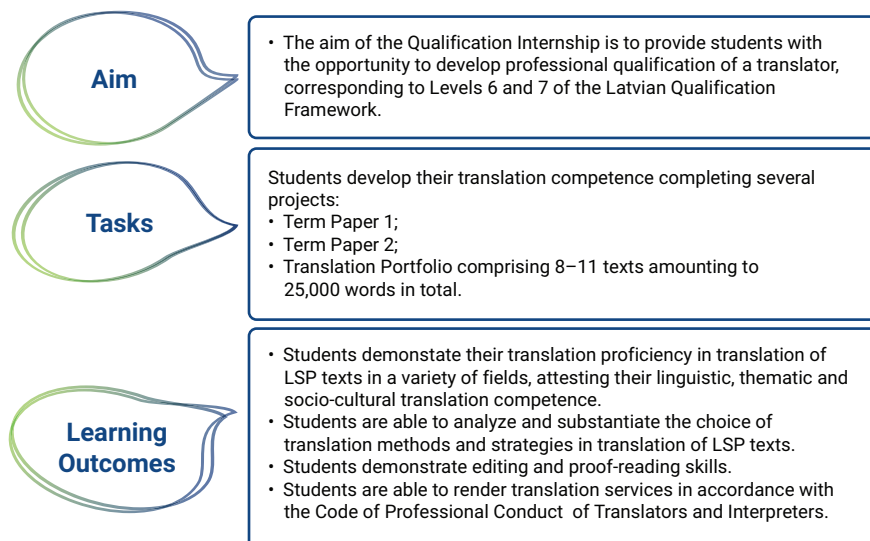 Aim
• The aim of the Qualification Internship is to provide students with
the opportunity to develop professional qualification of a translator,
corresponding to Levels 6 and 7 of the Latvian Qualification
Framework.
Tasks
Students develop their translation competence completing several
projects:
• Term Paper 1;
• Term Paper 2;
• Translation Portfolio comprising 8–11 texts amounting to
25,000 words in total.
Learning
Outcomes
• Students demonstate their translation proficiency in translation of
LSP texts in a variety of fields, attesting their linguistic, thematic and
socio-cultural translation competence.
• Students are able to analyze and substantiate the choice of
translation methods and strategies in translation of LSP texts.
• Students demonstrate editing and proof-reading skills.
• Students are able to render translation services in accordance with
the Code of Professional Conduct of Translators and Interpreters.